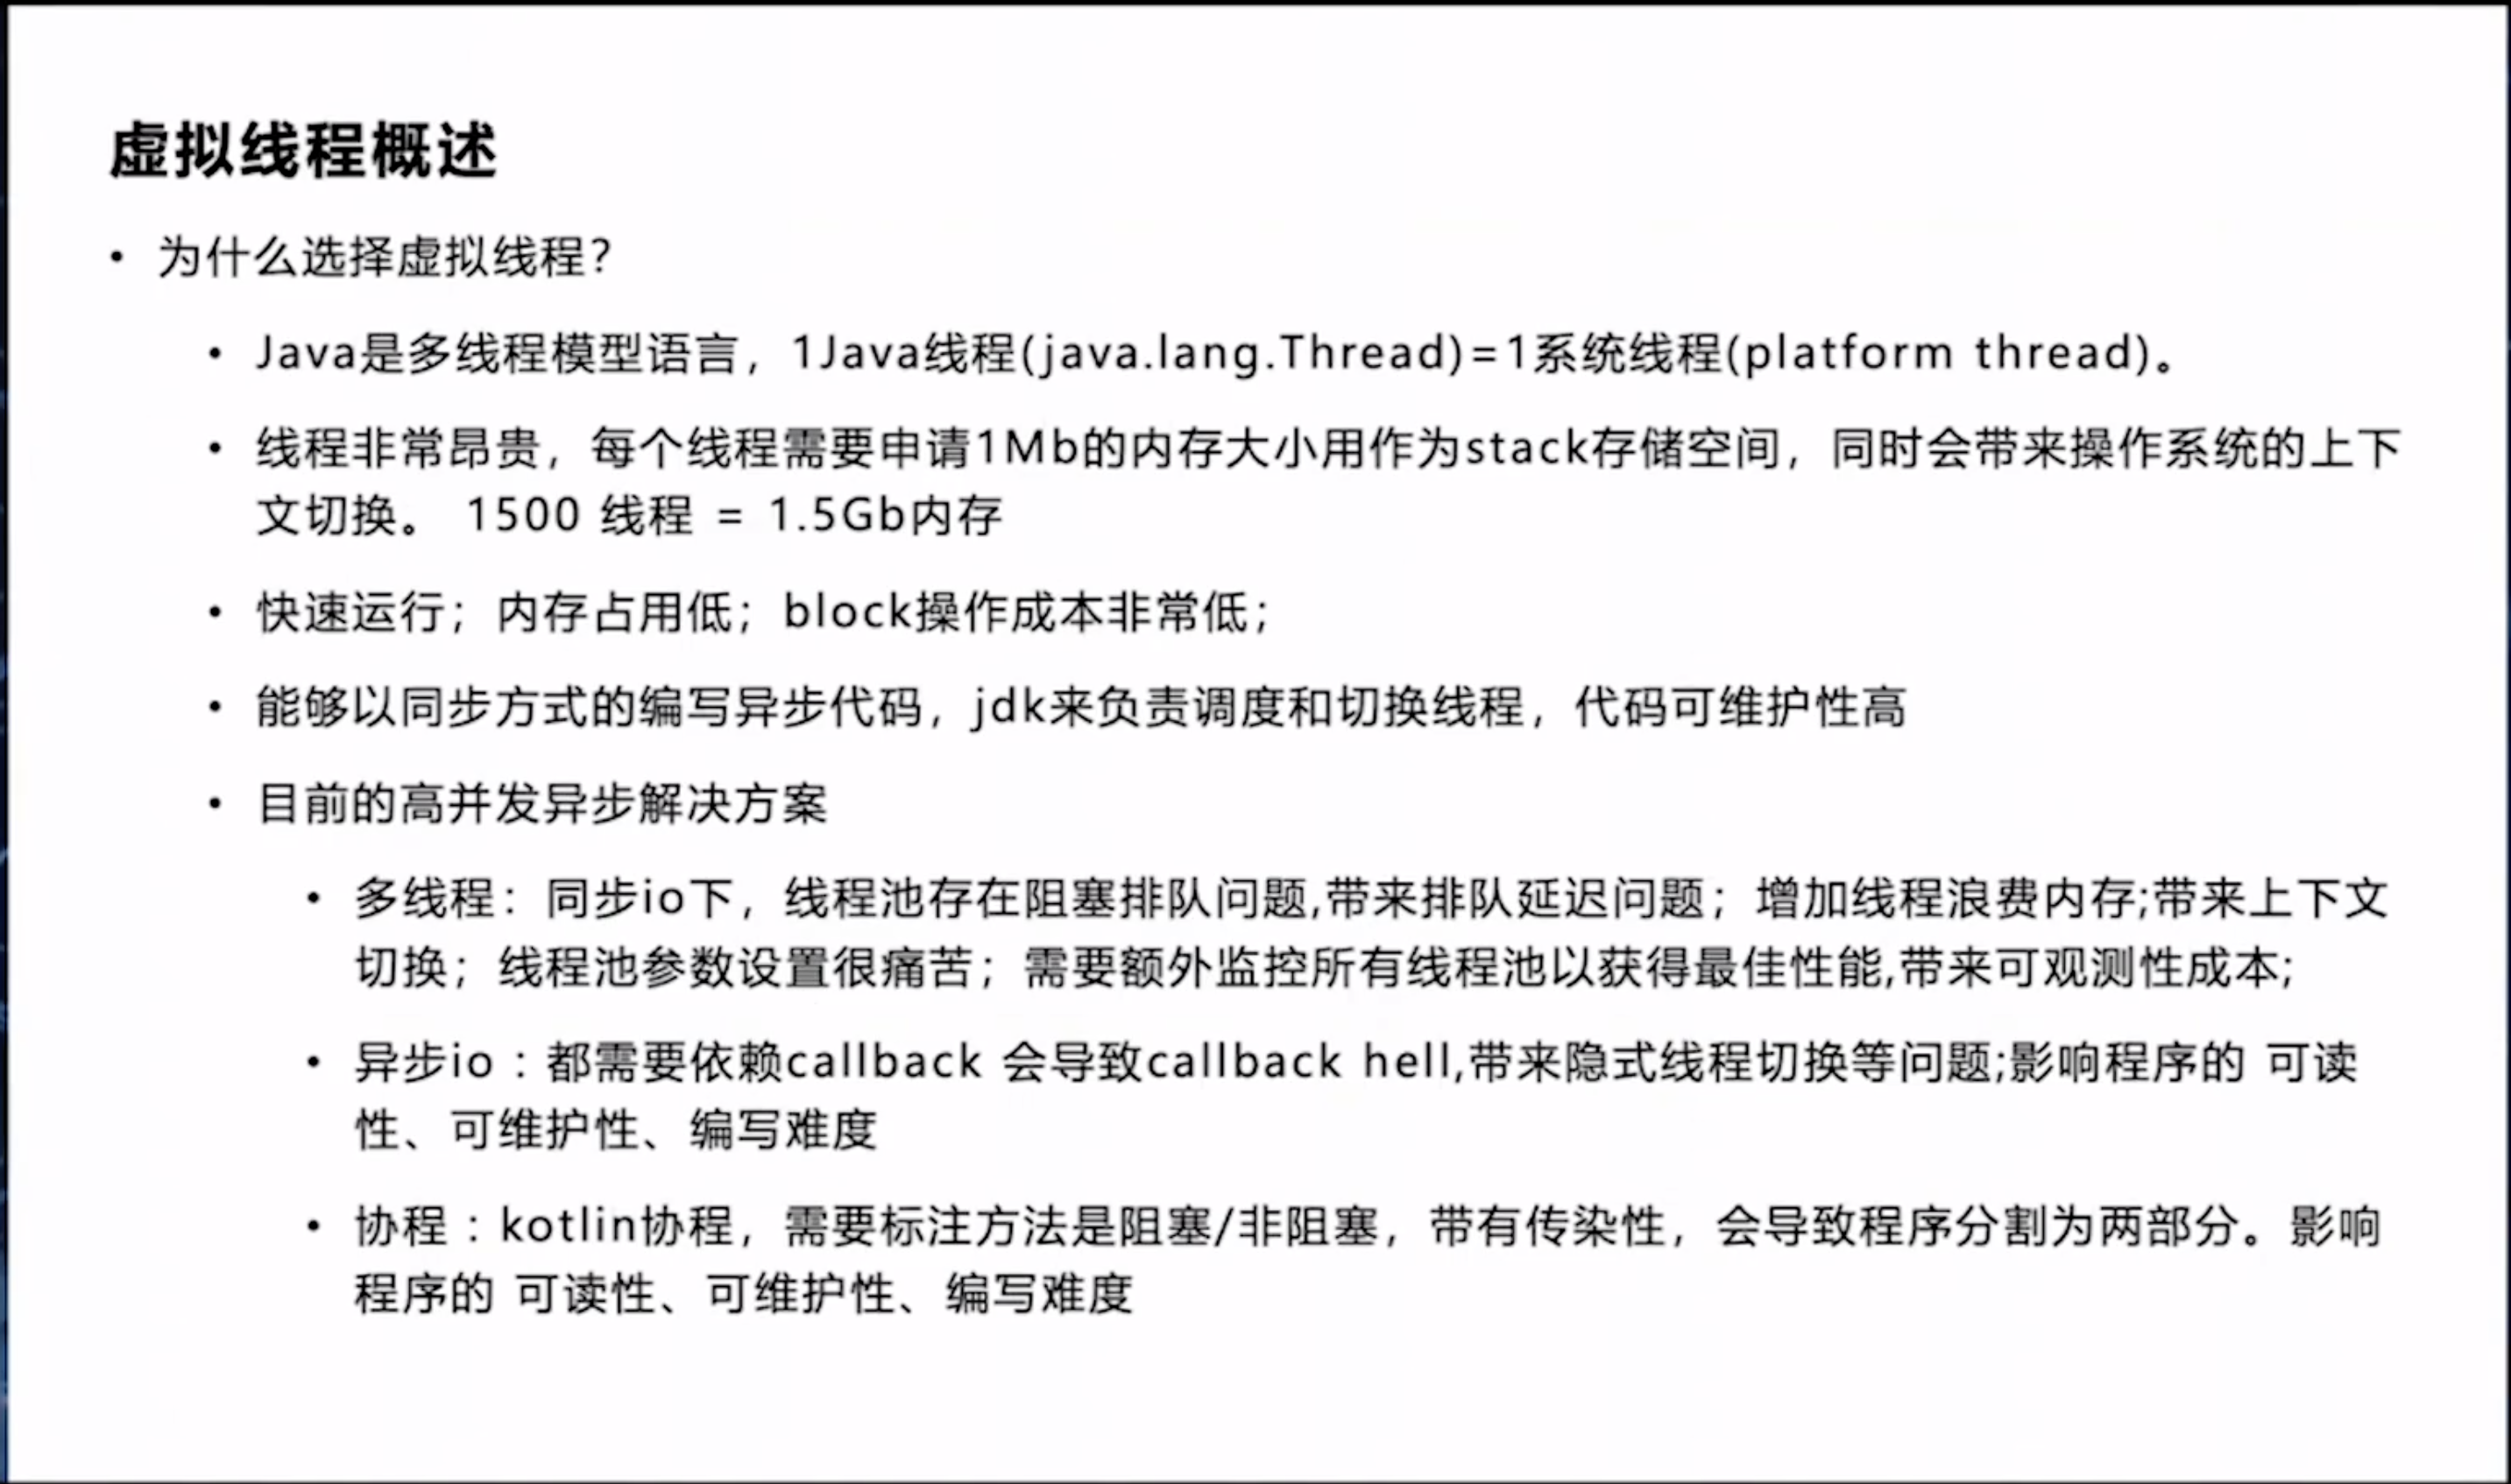 虚拟线程概述
• 为什么选择虚拟线程？
• Java是多线程模型语言，1Java线程(java.lang.Thread)=1系统线程(platform thread)。
• 线程非常昂贵，每个线程需要申请1Mb的内存大小用作为stack存储空间，同时会带来操作系统的上下
文切换。 1500 线程 = 1.5Gb内存
• 快速运行；内存占用低；block操作成本非常低；
• 能够以同步方式的编写异步代码，jdk来负责调度和切换线程，代码可维护性高
• 目前的高并发异步解决方案
• 多线程：同步io下，线程池存在阻塞排队问题,带来排队延迟问题；增加线程浪费内存;带来上下文
切换；线程池参数设置很痛苦；需要额外监控所有线程池以获得最佳性能,带来可观测性成本;
• 异步io：都需要依赖callback 会导致callback hell,带来隐式线程切换等问题;影响程序的 可读
性、可维护性、编写难度
• 协程：kotlin协程，需要标注方法是阻塞/非阻塞，带有传染性，会导致程序分割为两部分。影响
程序的 可读性、可维护性、编写难度